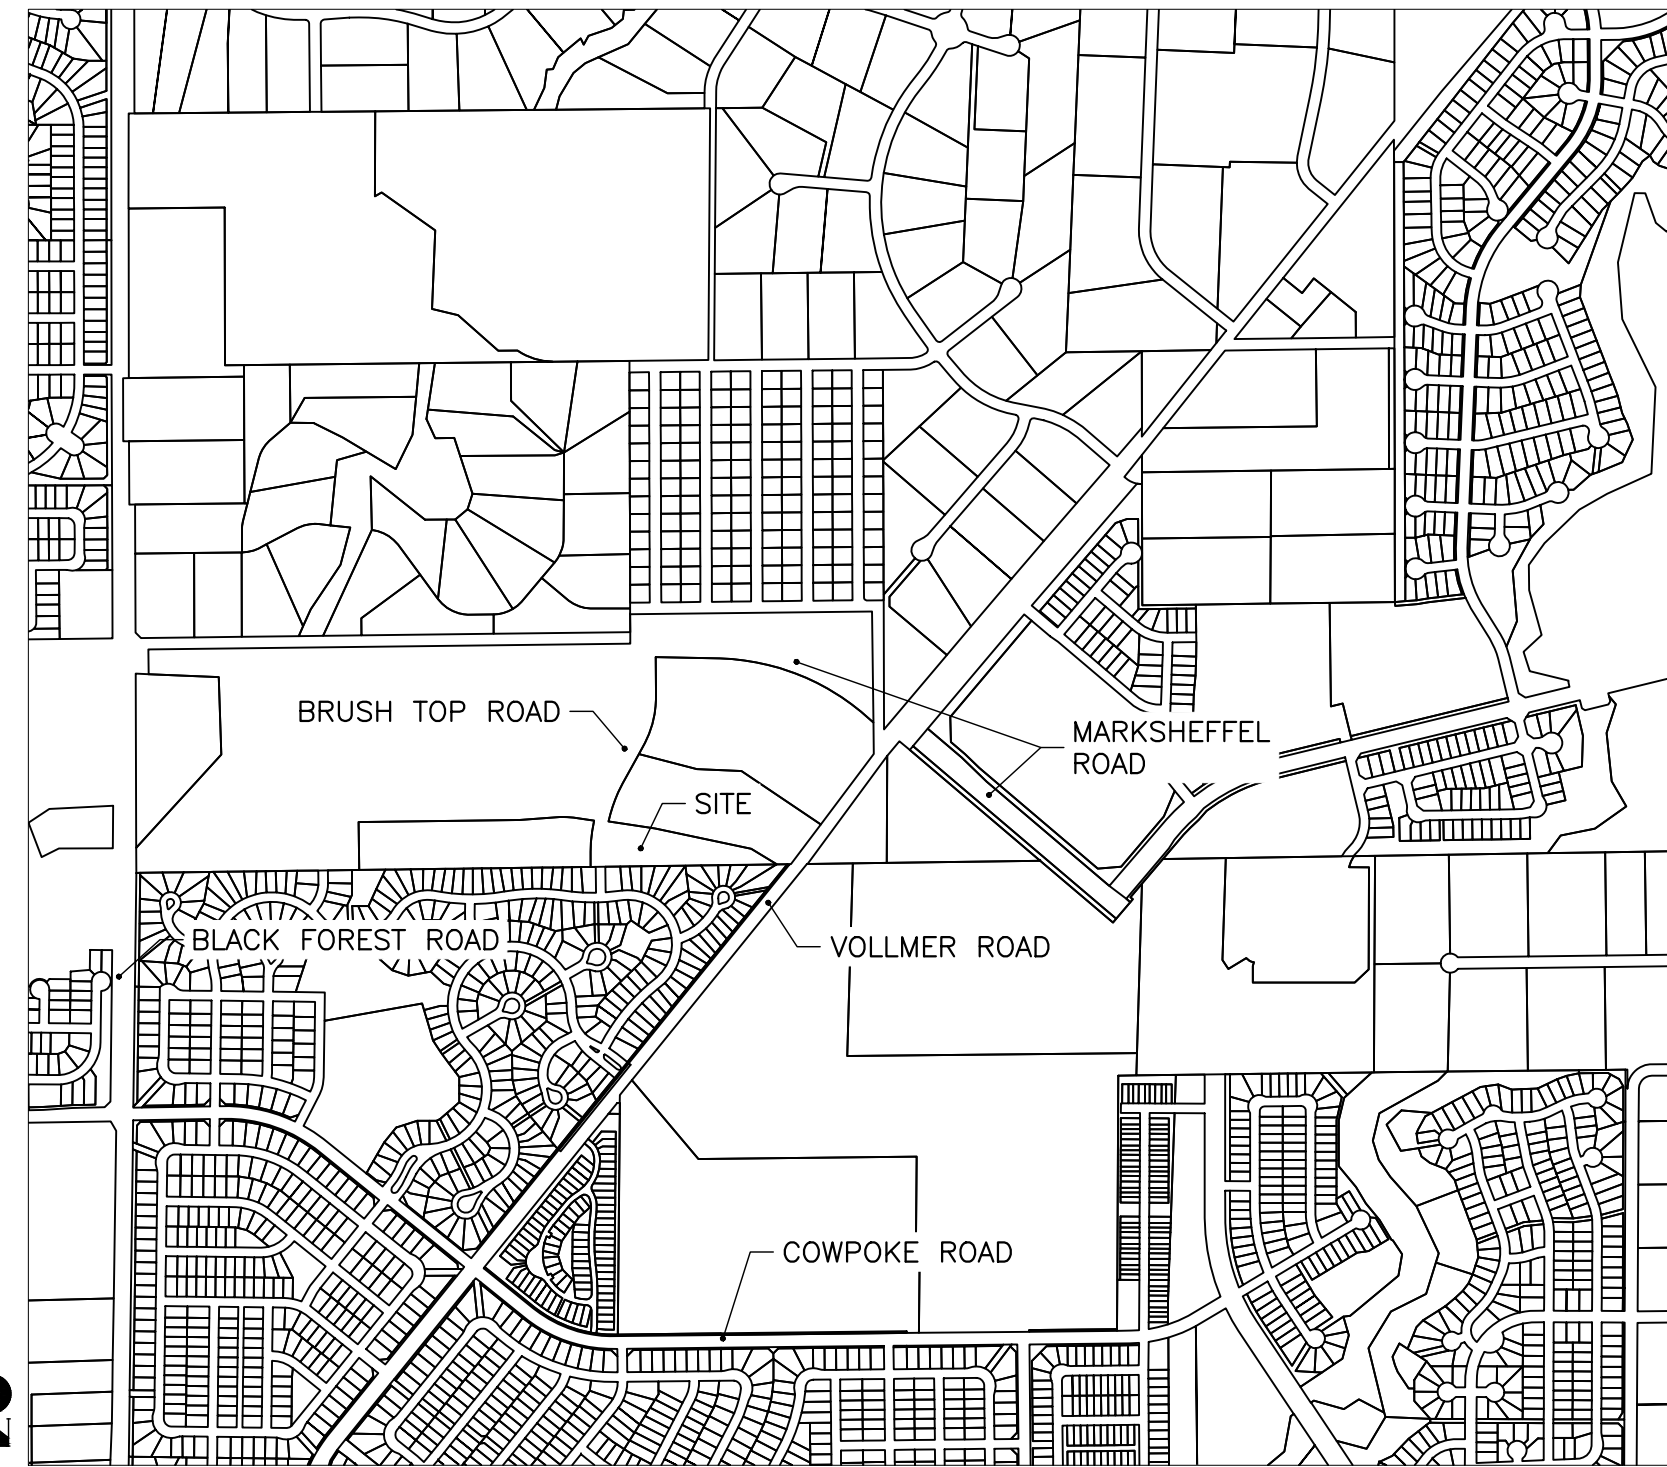 BRUSH TOP ROAD
MARKSHEFFEL
ROAD
SITE
BLACK FOREST ROAD
VOLLMER ROAD
COWPOKE ROAD